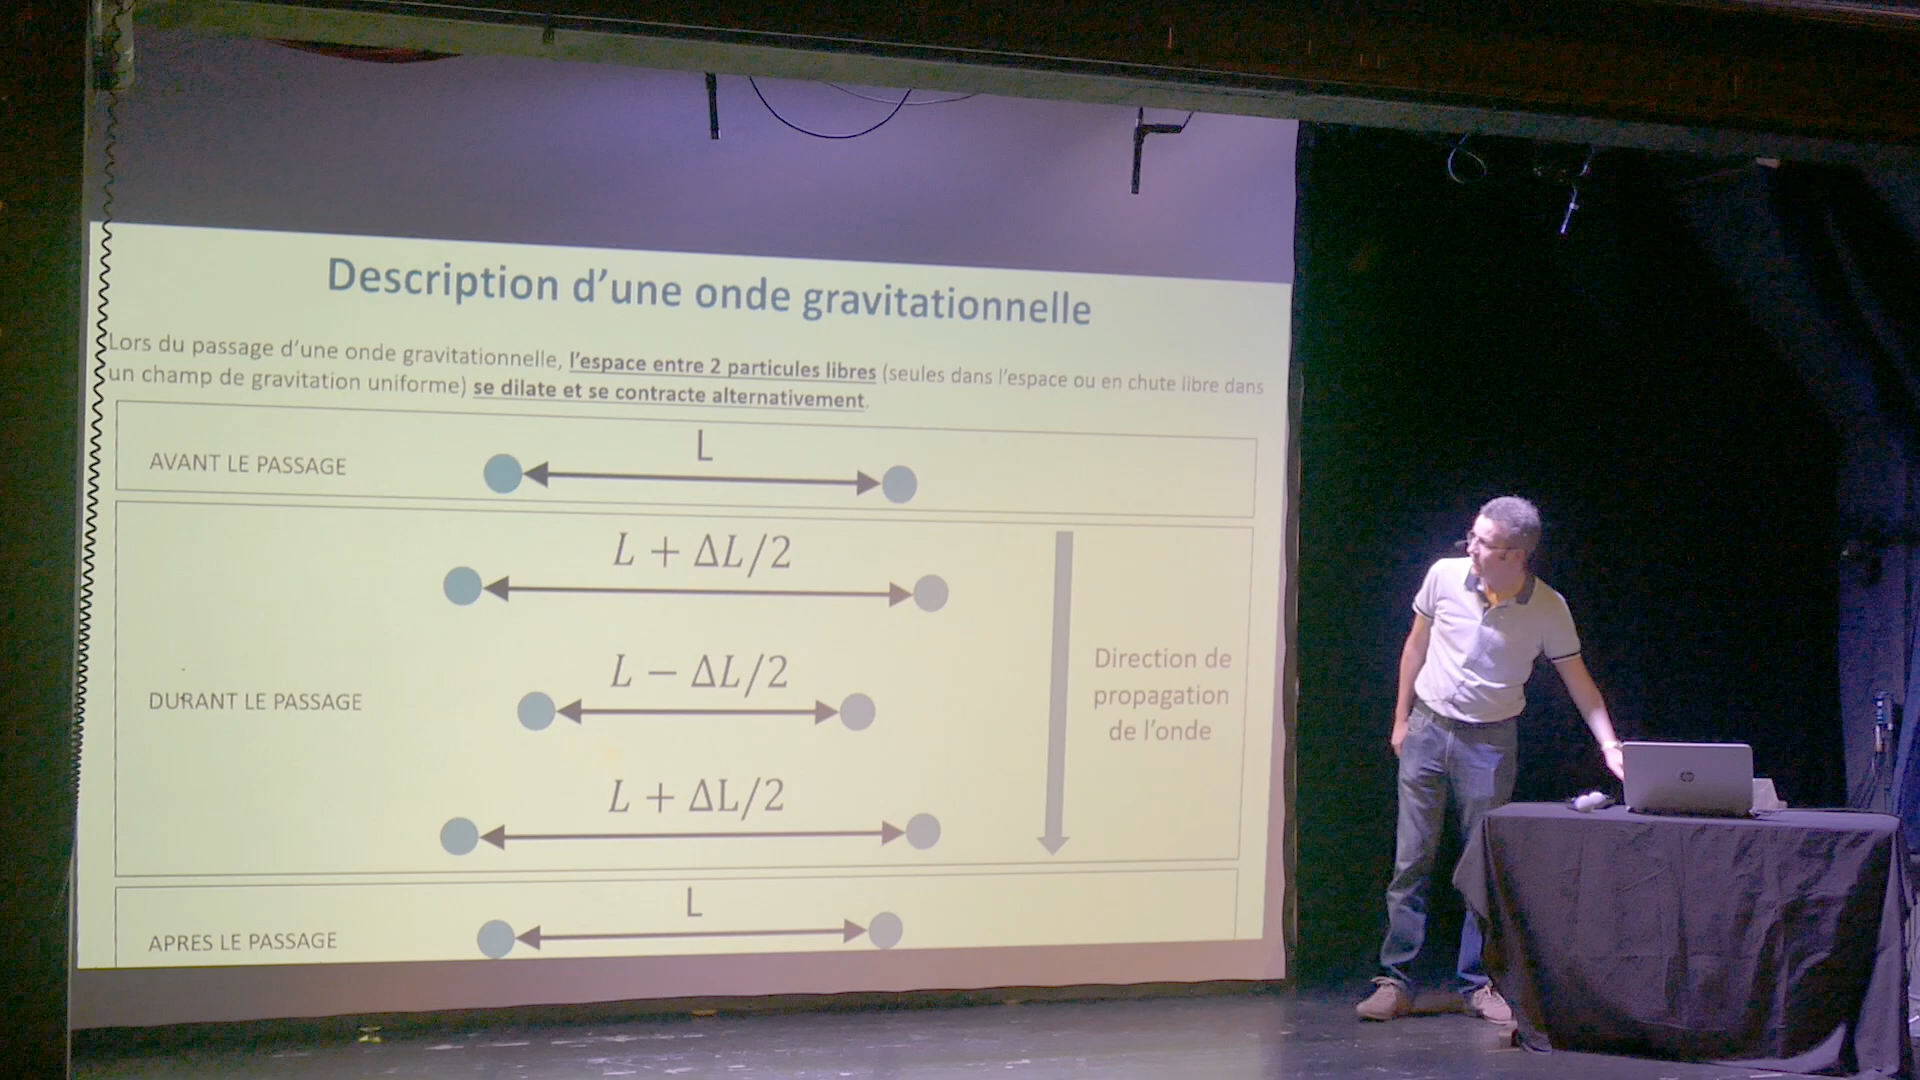 Description d’une onde gravitationnelle
Lors du passage d’une onde gravitationnelle, l’espace entre 2 particules libres (seules dans l’espace ou en chute libre dans
un champ de gravitation uniforme) se dilate et se contracte alternativement.
AVANT LE PASSAGE
L
L + ΔL/2
DURANT LE PASSAGE
L − ΔL/2
L + ΔL/2
Direction de
propagation
de l’onde
APRES LE PASSAGE
L
hp